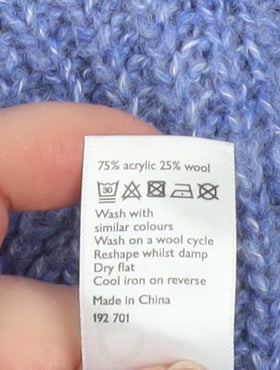 75% acrylic 25% wool
30
Wash with
similar colours
Wash on a wool cycle
Reshape whilst damp
Dry flat
Cool iron on reverse
Made in China
192 701